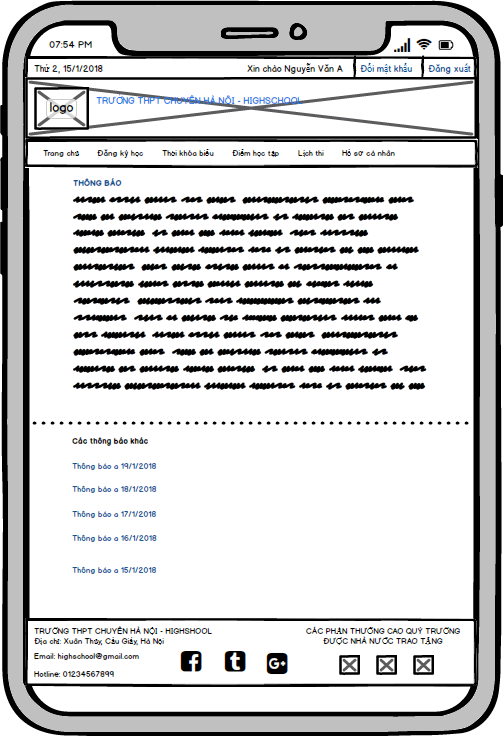 07:54 PM
Thứ 2, 15/1/2018
Xin chào Nguyễn Văn A
Đổi mật khẩu
Đăng xuất
logo
TRƯỜNG THPT CHUYÊN HÀ NỘI - HIGHSCHOOL
Trang chủ
Đăng ký học
Thời khóa biểu
Điểm học tập
Lịch thi
Hồ sơ cá nhân
THÔNG BÁO
Các thông báo khác
Thông báo a 19/1/2018
Thông báo a 18/1/2018
Thông báo a 17/1/2018
Thông báo a 16/1/2018
Thông báo a 15/1/2018
TRƯỜNG THPT CHUYÊN HÀ NỘI - HIGHSHOOL
Địa chỉ: Xuân Thủy, Cầu Giấy, Hà Nội
Email: highschool@gmail.com
Hotline: 01234567899
CÁC PHẦN THƯỞNG CAO QUÝ TRƯỜNG
ĐƯỢC NHÀ NƯỚC TRAO TẶNG